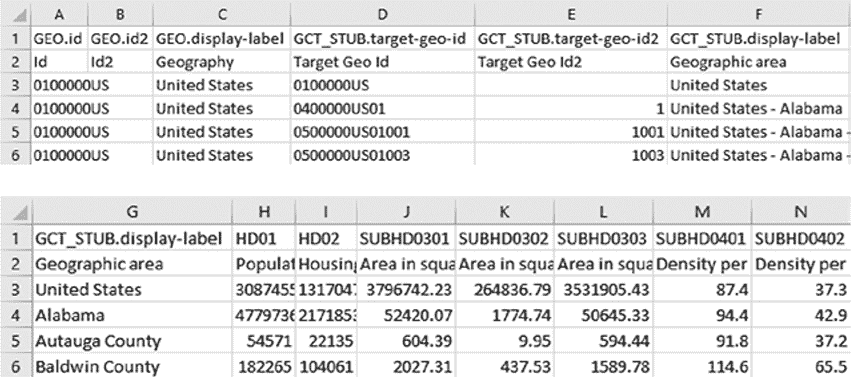 A B C D E F
1 GEO.id GEO.id2 GEO.display-label GCT_STUB.target-geo-id GCT_STUB.target-geo-id2 GCT_STUB.display-label
2 Id Id2 Geography Target Geo Id Target Geo Id2 Geographic area
3 0100000US United States 0100000US United States
4 0100000US United States 0400000US01 1 United States - Alabama
5 0100000US United States 0500000US01001 1001 United States - Alabama -
6 0100000US United States 0500000US01003 1003 United States - Alabama -
G H I J K L M N
1 GCT_STUB.display-label HD01 HD02 SUBHD0301 SUBHD0302 SUBHD0303 SUBHD0401 SUBHD0402
2 Geographic area Populat Housing Area in squa Area in squa Area in squa Density per Density per
3 United States 3087455 1317047 3796742.23 264836.79 3531905.43 87.4 37.3
4 Alabama 4779736 2171853 52420.07 1774.74 50645.33 94.4 42.9
5 Autauga County 54571 22135 604.39 9.95 594.44 91.8 37.2
6 Baldwin County 182265 104061 2027.31 437.53 1589.78 114.6 65.5